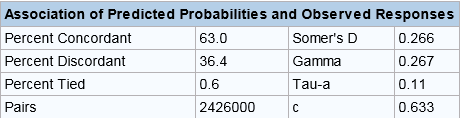 Association of Predicted Probabilities and Observed Responses
Percent Concordant 63.0 Somer's D 0.266
Percent Discordant 36.4 Gamma 0.267
Percent Tied 0.6 Tau-a 0.11
Pairs 2426000 c 0.633